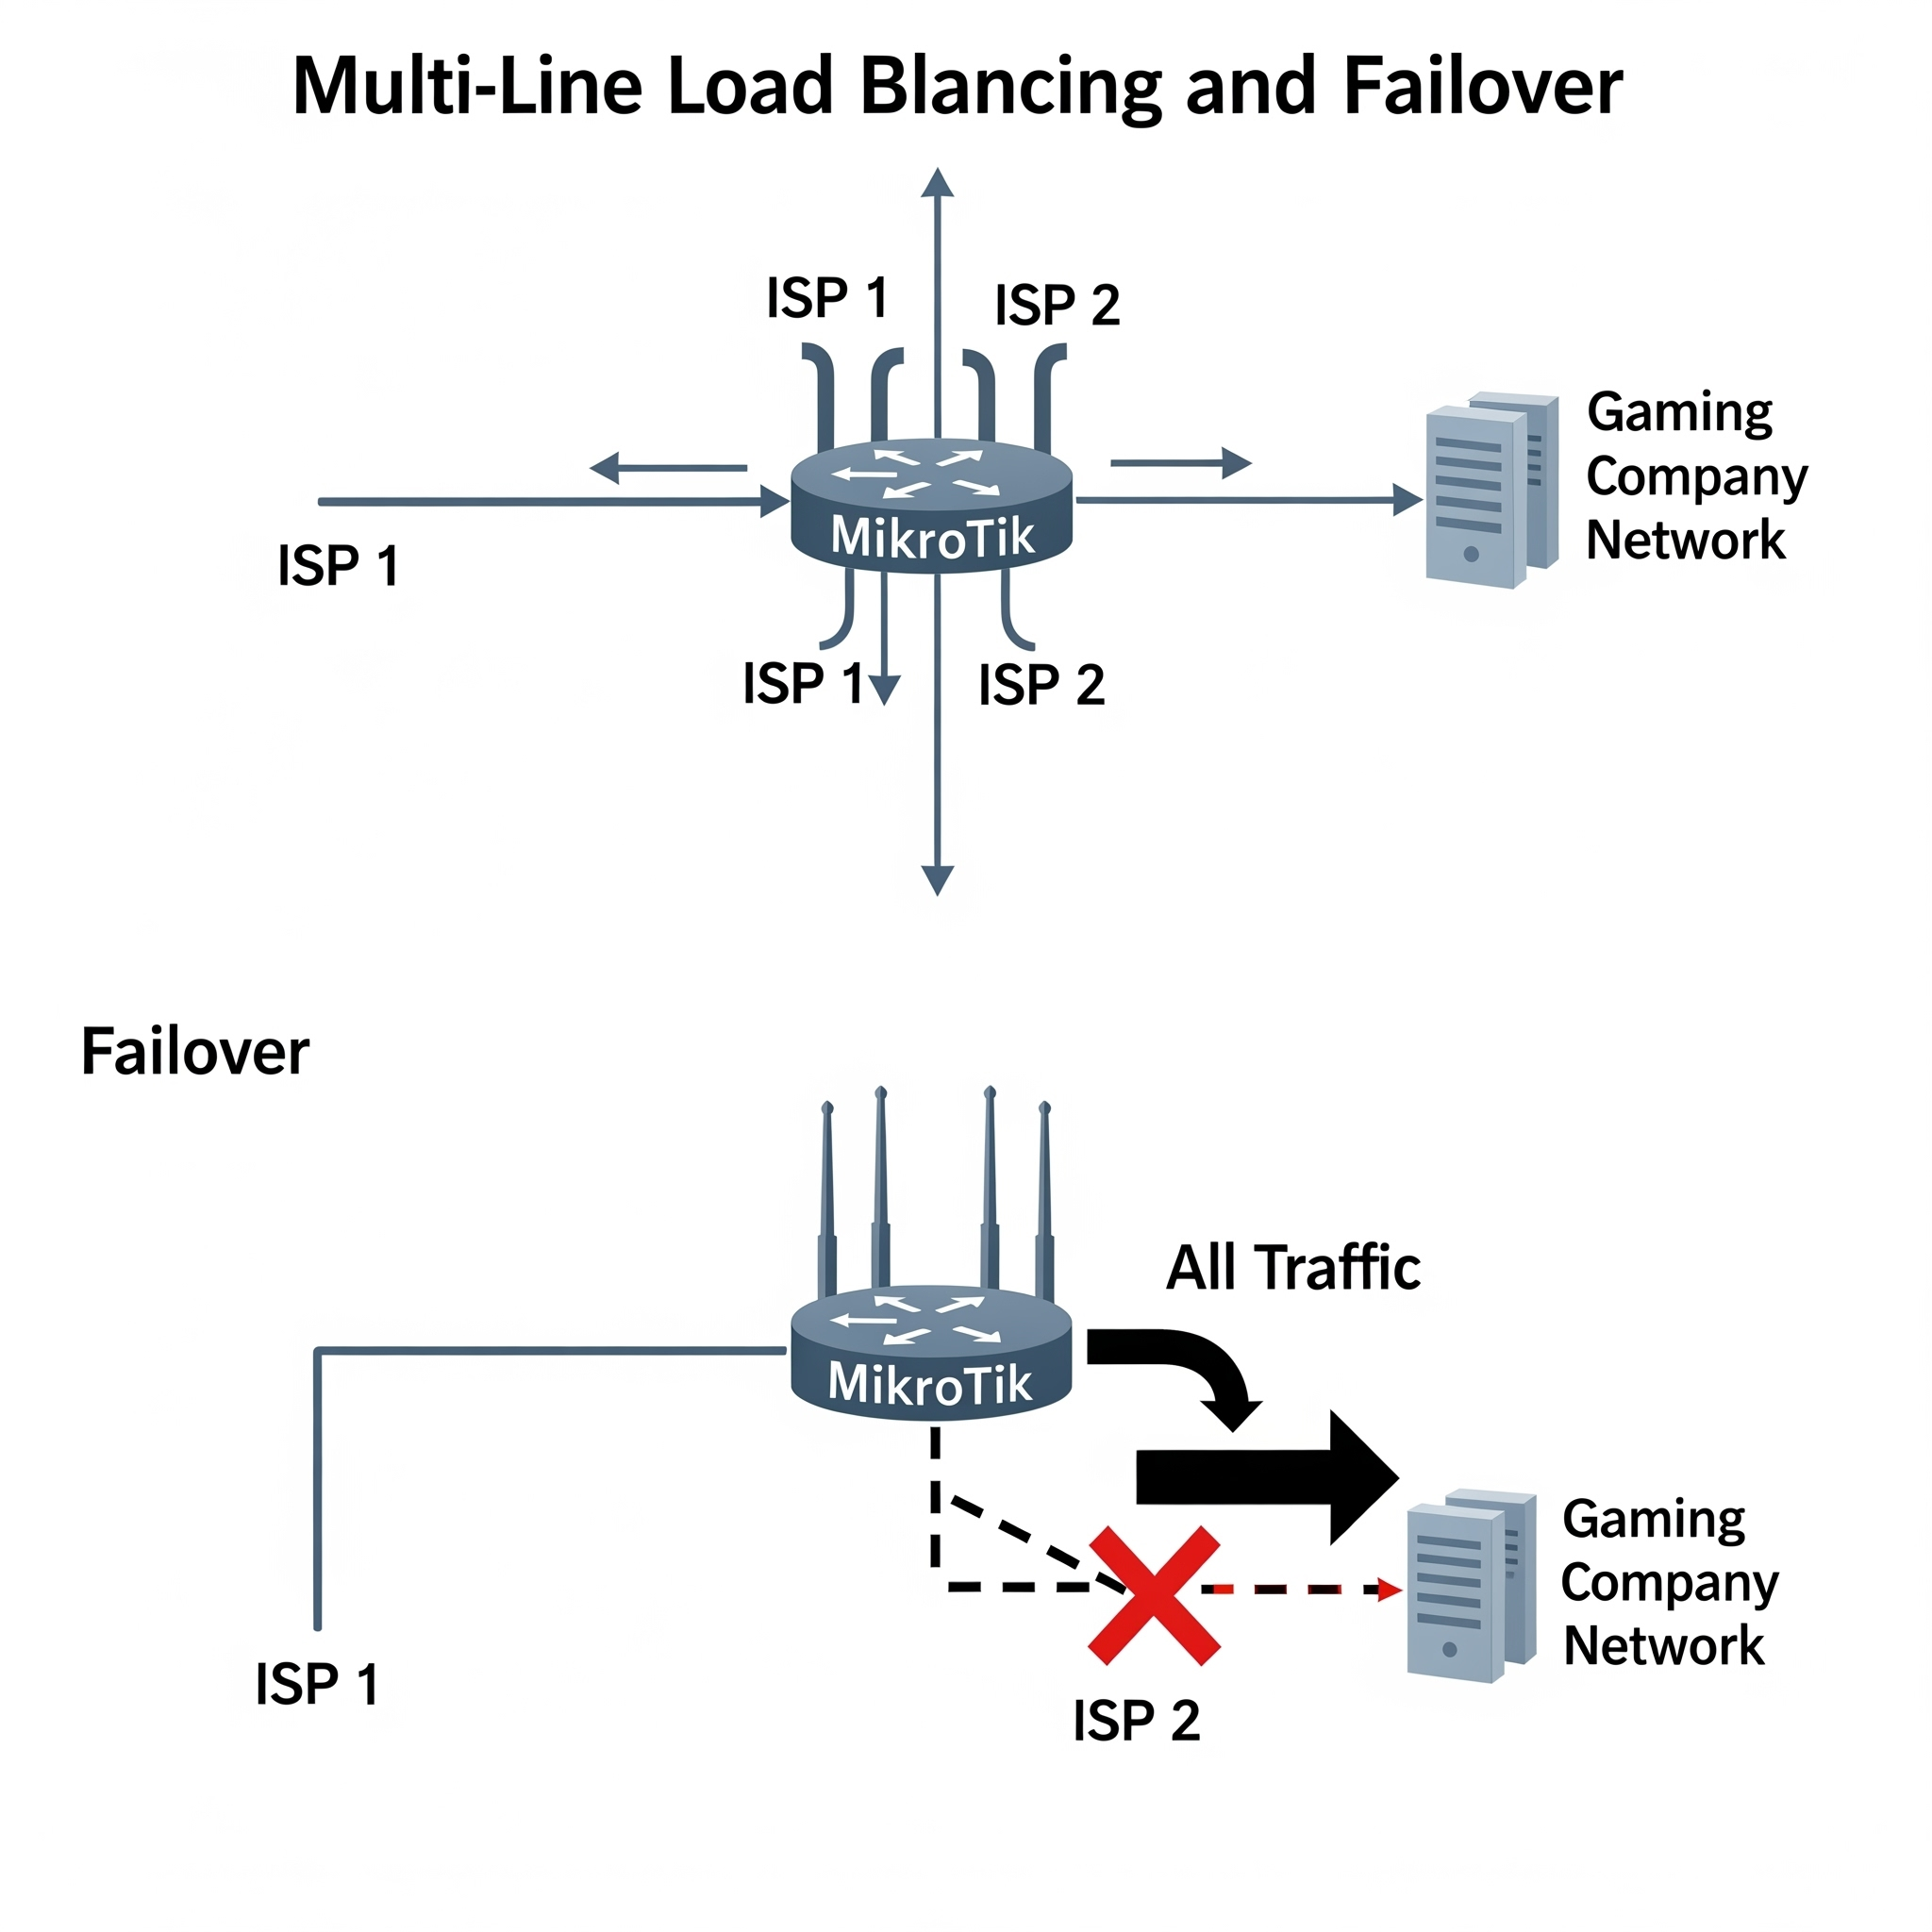 Multi-Line Load Blancing and Failover
ISP 1
ISP 2
Gaming
Company
Network
MikroTik
ISP 1
ISP 1
ISP 2
Failover
All Traffic
MikroTik
Gaming
Company
Network
ISP 1
ISP 2